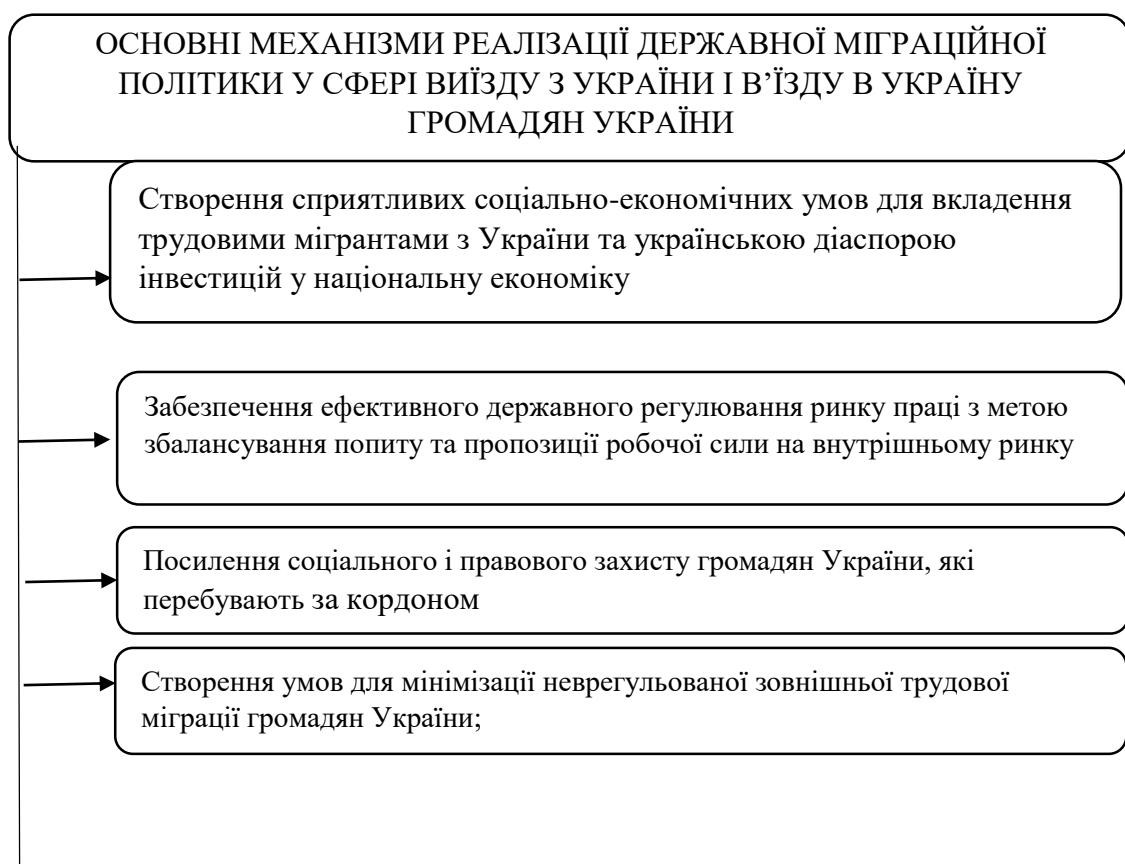 ОСНОВНІ МЕХАНІЗМИ РЕАЛІЗАЦІЇ ДЕРЖАВНОЇ МІГРАЦІЙНОЇ
ПОЛІТИКИ У СФЕРІ ВИЇЗДУ З УКРАЇНИ І В’ЇЗДУ В УКРАЇНУ
ГРОМАДЯН УКРАЇНИ
Створення сприятливих соціально-економічних умов для вкладення
трудовими мігрантами з України та українською діаспорою
інвестицій у національну економіку
Забезпечення ефективного державного регулювання ринку праці з метою
збалансування попиту та пропозиції робочої сили на внутрішньому ринку
Посилення соціального і правового захисту громадян України, які
перебувають за кордоном
Створення умов для мінімізації неврегульованої зовнішньої трудової
міграції громадян України;